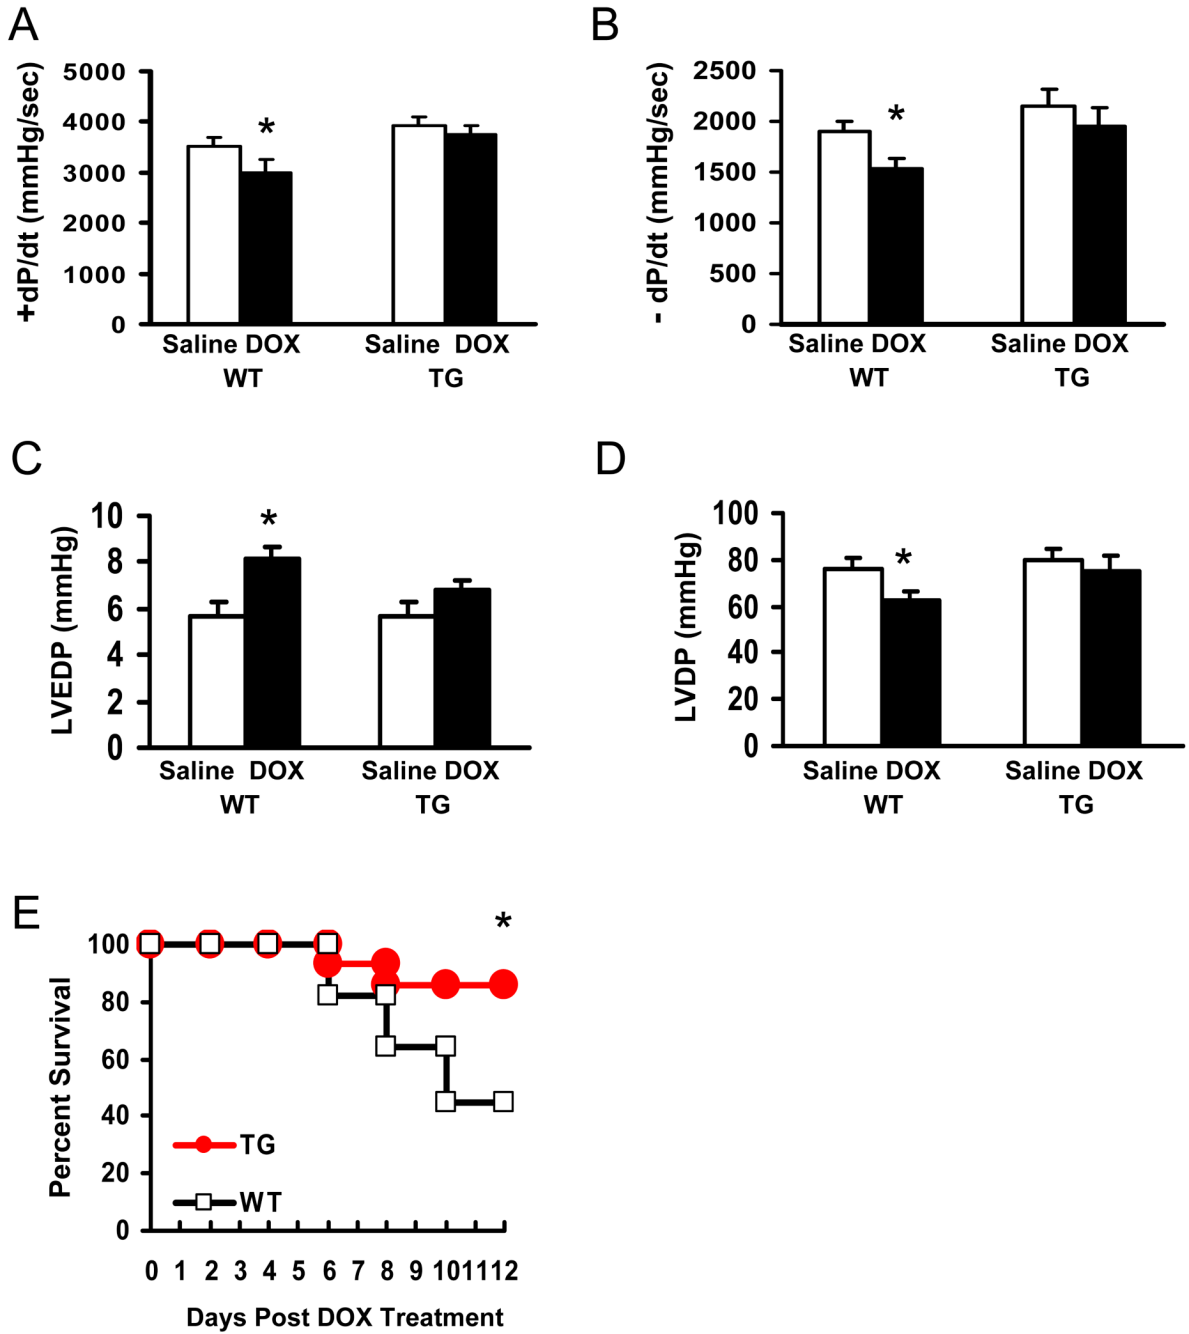 A
+dP/dt (mmHg/sec)
5000
4000
3000
2000
1000
0
*
Saline DOX
Saline DOX
WT
TG
B
- dP/dt (mmHg/sec)
2500
2000
1500
1000
500
0
*
Saline DOX
Saline DOX
WT
TG
C
LVEDP (mmHg)
10
8
6
4
2
0
*
Saline DOX
Saline DOX
WT
TG
D
LVDP (mmHg)
100
80
60
40
20
0
*
Saline DOX
Saline DOX
WT
TG
E
Percent Survival
100
80
60
40
20
0
*
TG
WT
0 1 2 3 4 5 6 7 8 9 10 11 12
Days Post DOX Treatment